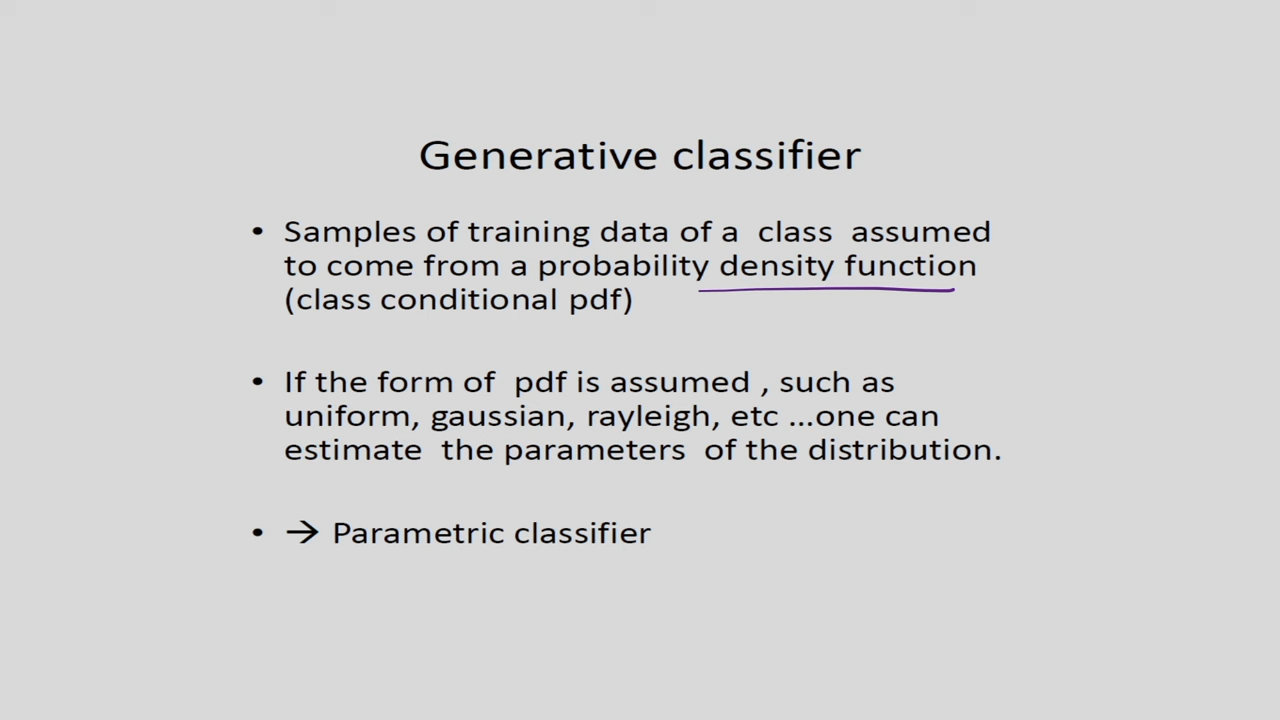 Generative classifier
• Samples of training data of a class assumed
to come from a probability density function
(class conditional pdf)
• If the form of pdf is assumed , such as
uniform, gaussian, rayleigh, etc ...one can
estimate the parameters of the distribution.
• → Parametric classifier